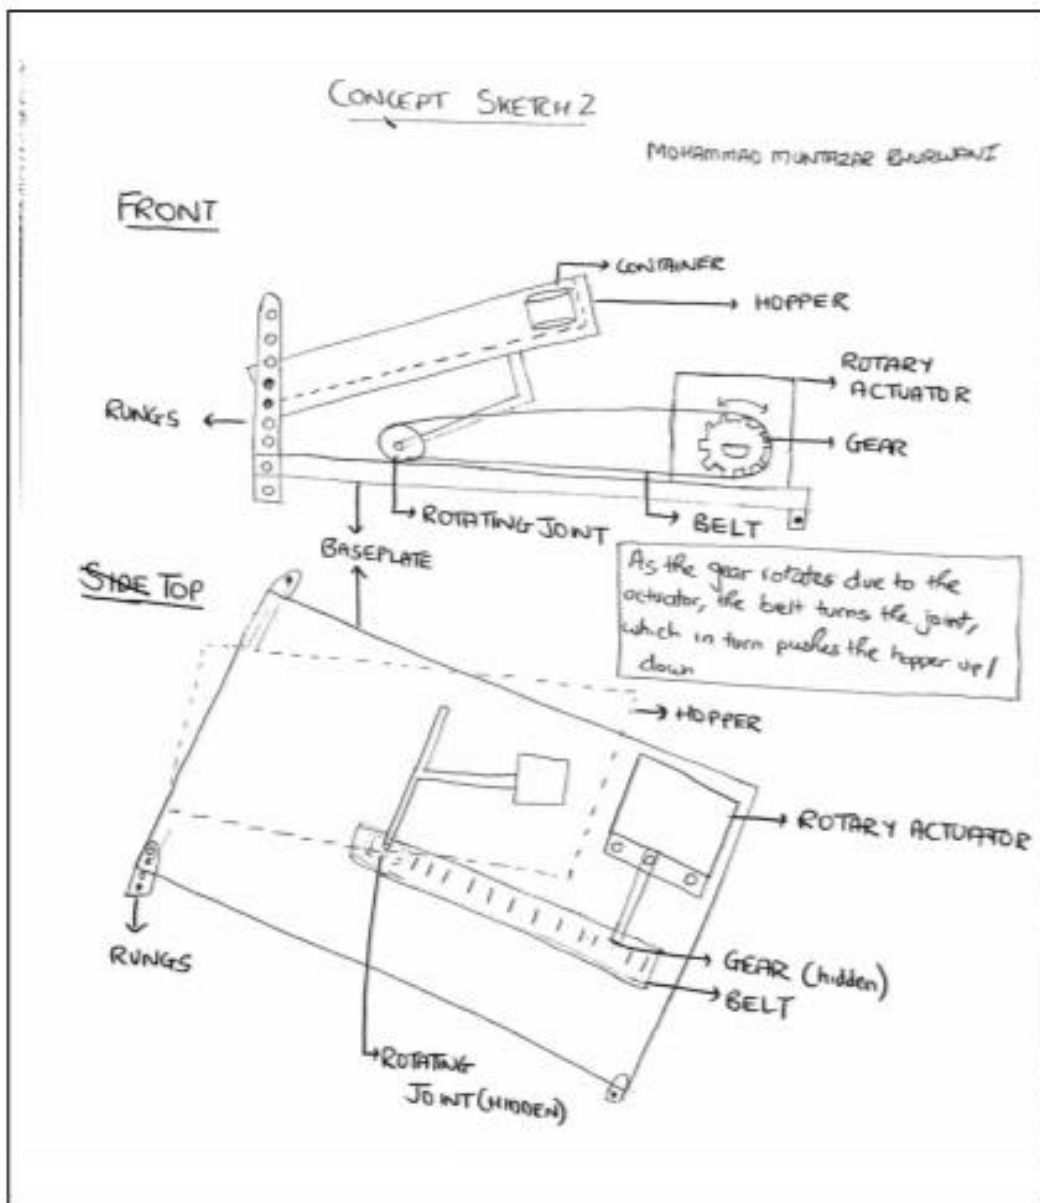 CONCEPT SKETCH 2
MOHAMMAD MUNTAZAR BHURWANI
FRONT
CONTAINER
HOPPER
ROTARY
ACTUATOR
RUNGS
GEAR
ROTATING JOINT
BELT
BASEPLATE
As the gear rotates due to the
actuator, the belt turns the joint,
which in turn pushes the hopper up/
down
SIDE TOP
HOPPER
ROTARY ACTUATOR
RUNGS
GEAR (hidden)
BELT
ROTATING
JOINT (HIDDEN)